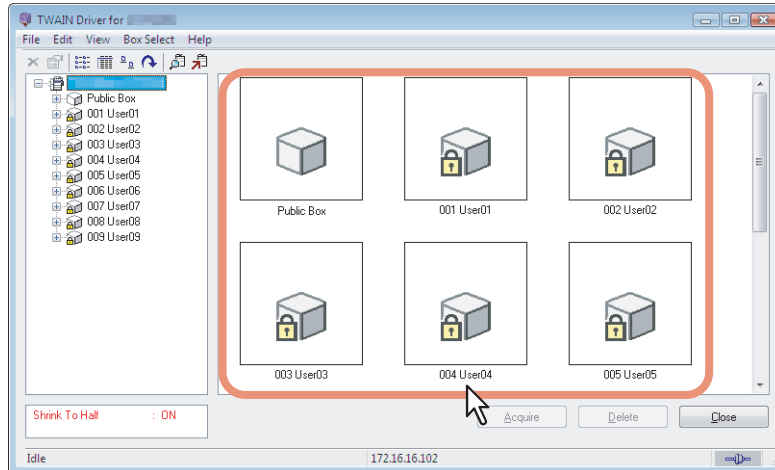 TWAIN Driver for
File Edit View Box Select Help
Public Box
001 User01
002 User02
003 User03
004 User04
005 User05
006 User06
007 User07
008 User08
009 User09
Public Box 001 User01 002 User02
003 User03 004 User04 005 User05
Shrink To Half : ON
Acquire Delete Close
Idle 172.16.16.102